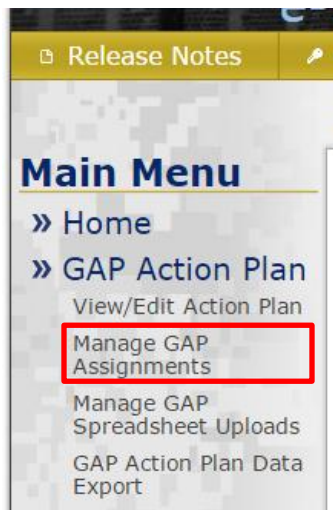 Release Notes
Main Menu
» Home
» GAP Action Plan
View/Edit Action Plan
Manage GAP
Assignments
Manage GAP
Spreadsheet Uploads
GAP Action Plan Data
Export